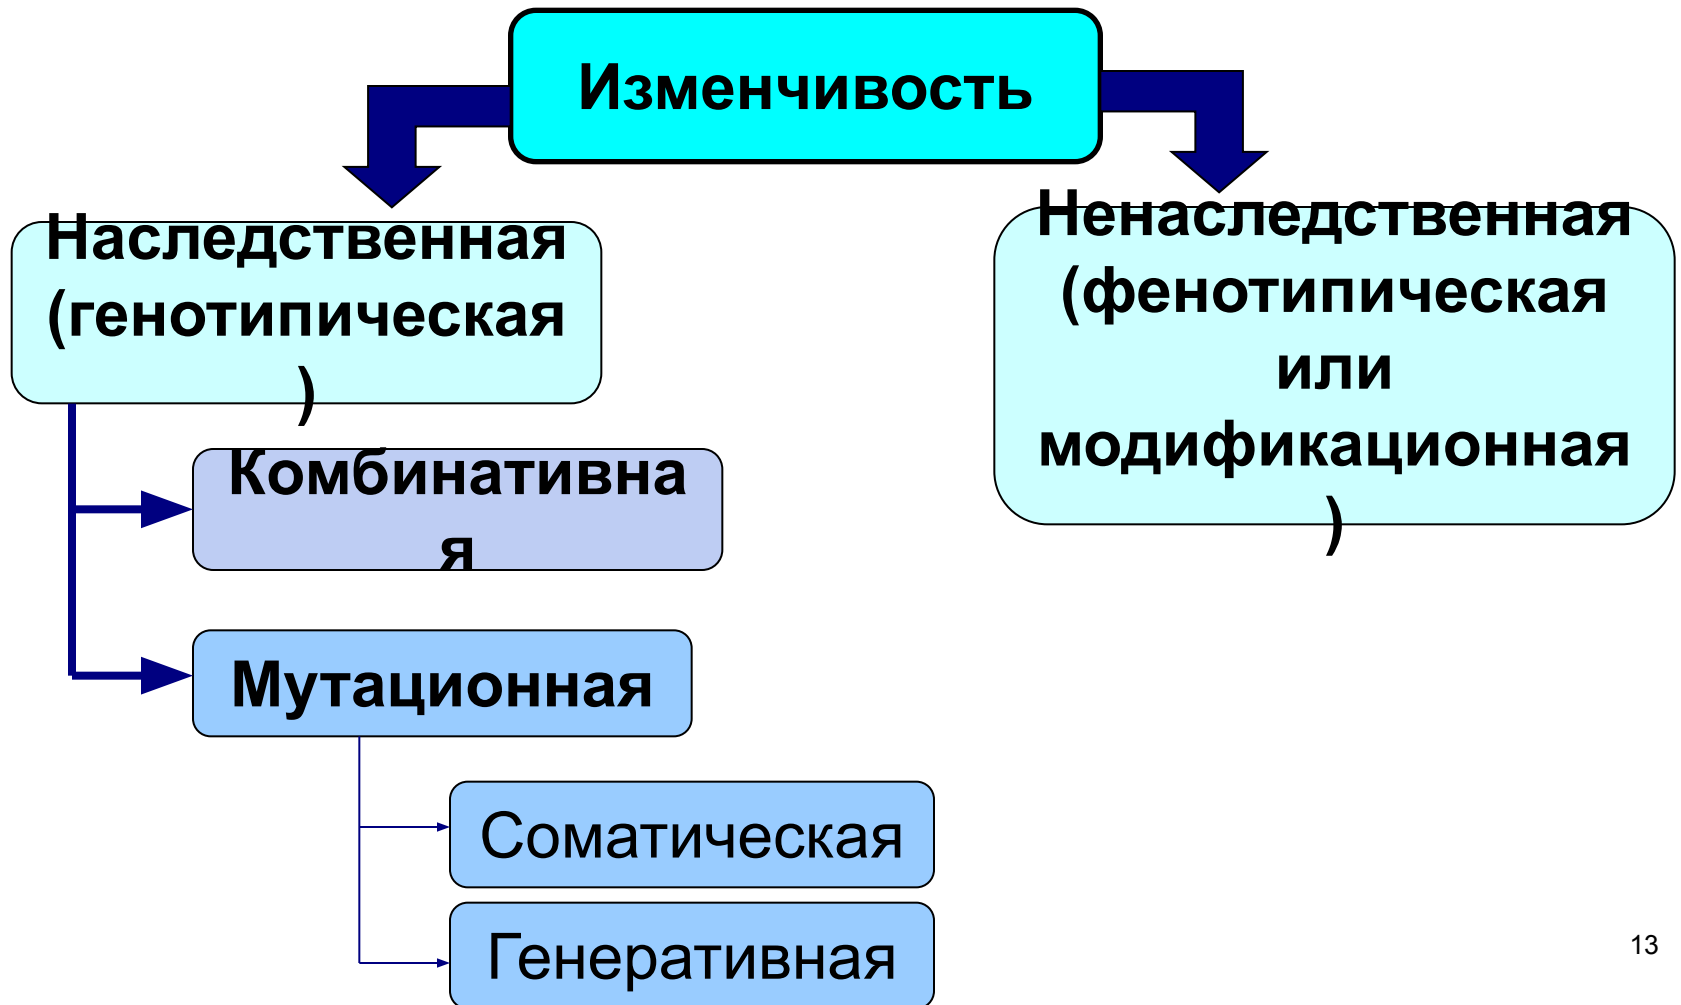 Изменчивость
Наследственная
(генотипическая
)
Ненаследственная
(фенотипическая
или
модификационная
)
Комбинативна
я
Мутационная
Соматическая
Генеративная
13